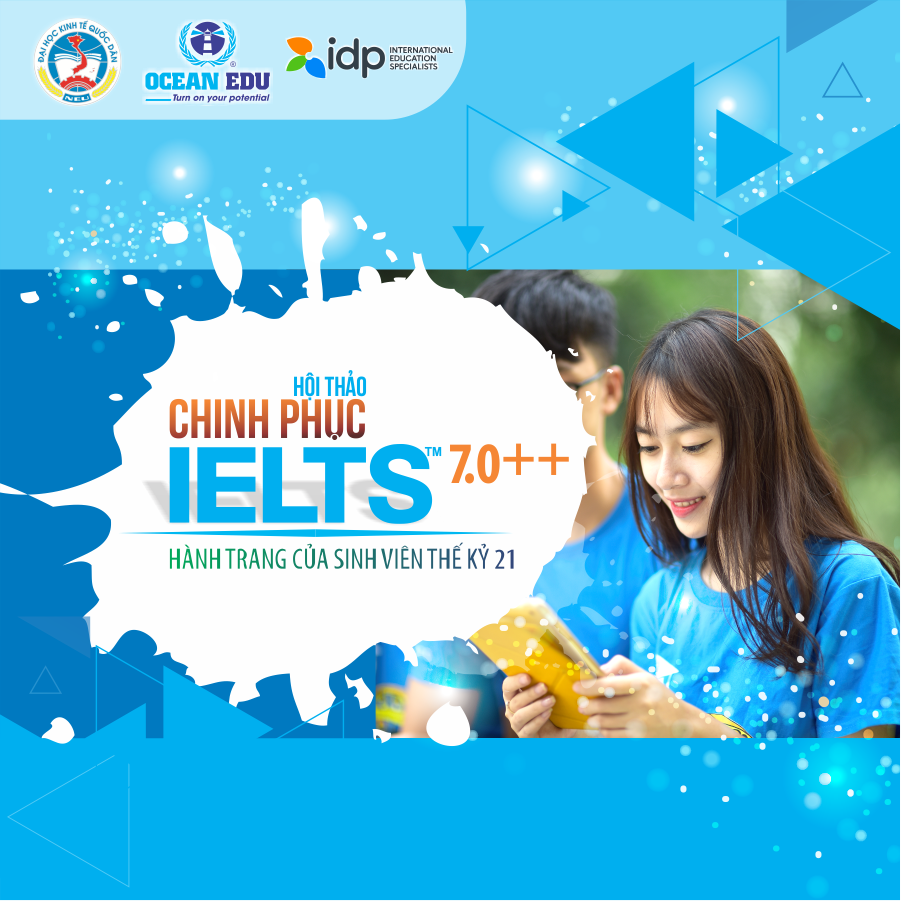 ĐẠI HỌC KINH TẾ QUỐC DÂN
NEU
OCEAN EDU®
Turn on your potential
idp INTERNATIONAL
EDUCATION
SPECIALISTS
HỘI THẢO
CHINH PHỤC
IELTS™ 7.0++
HÀNH TRANG CỦA SINH VIÊN THẾ KỶ 21